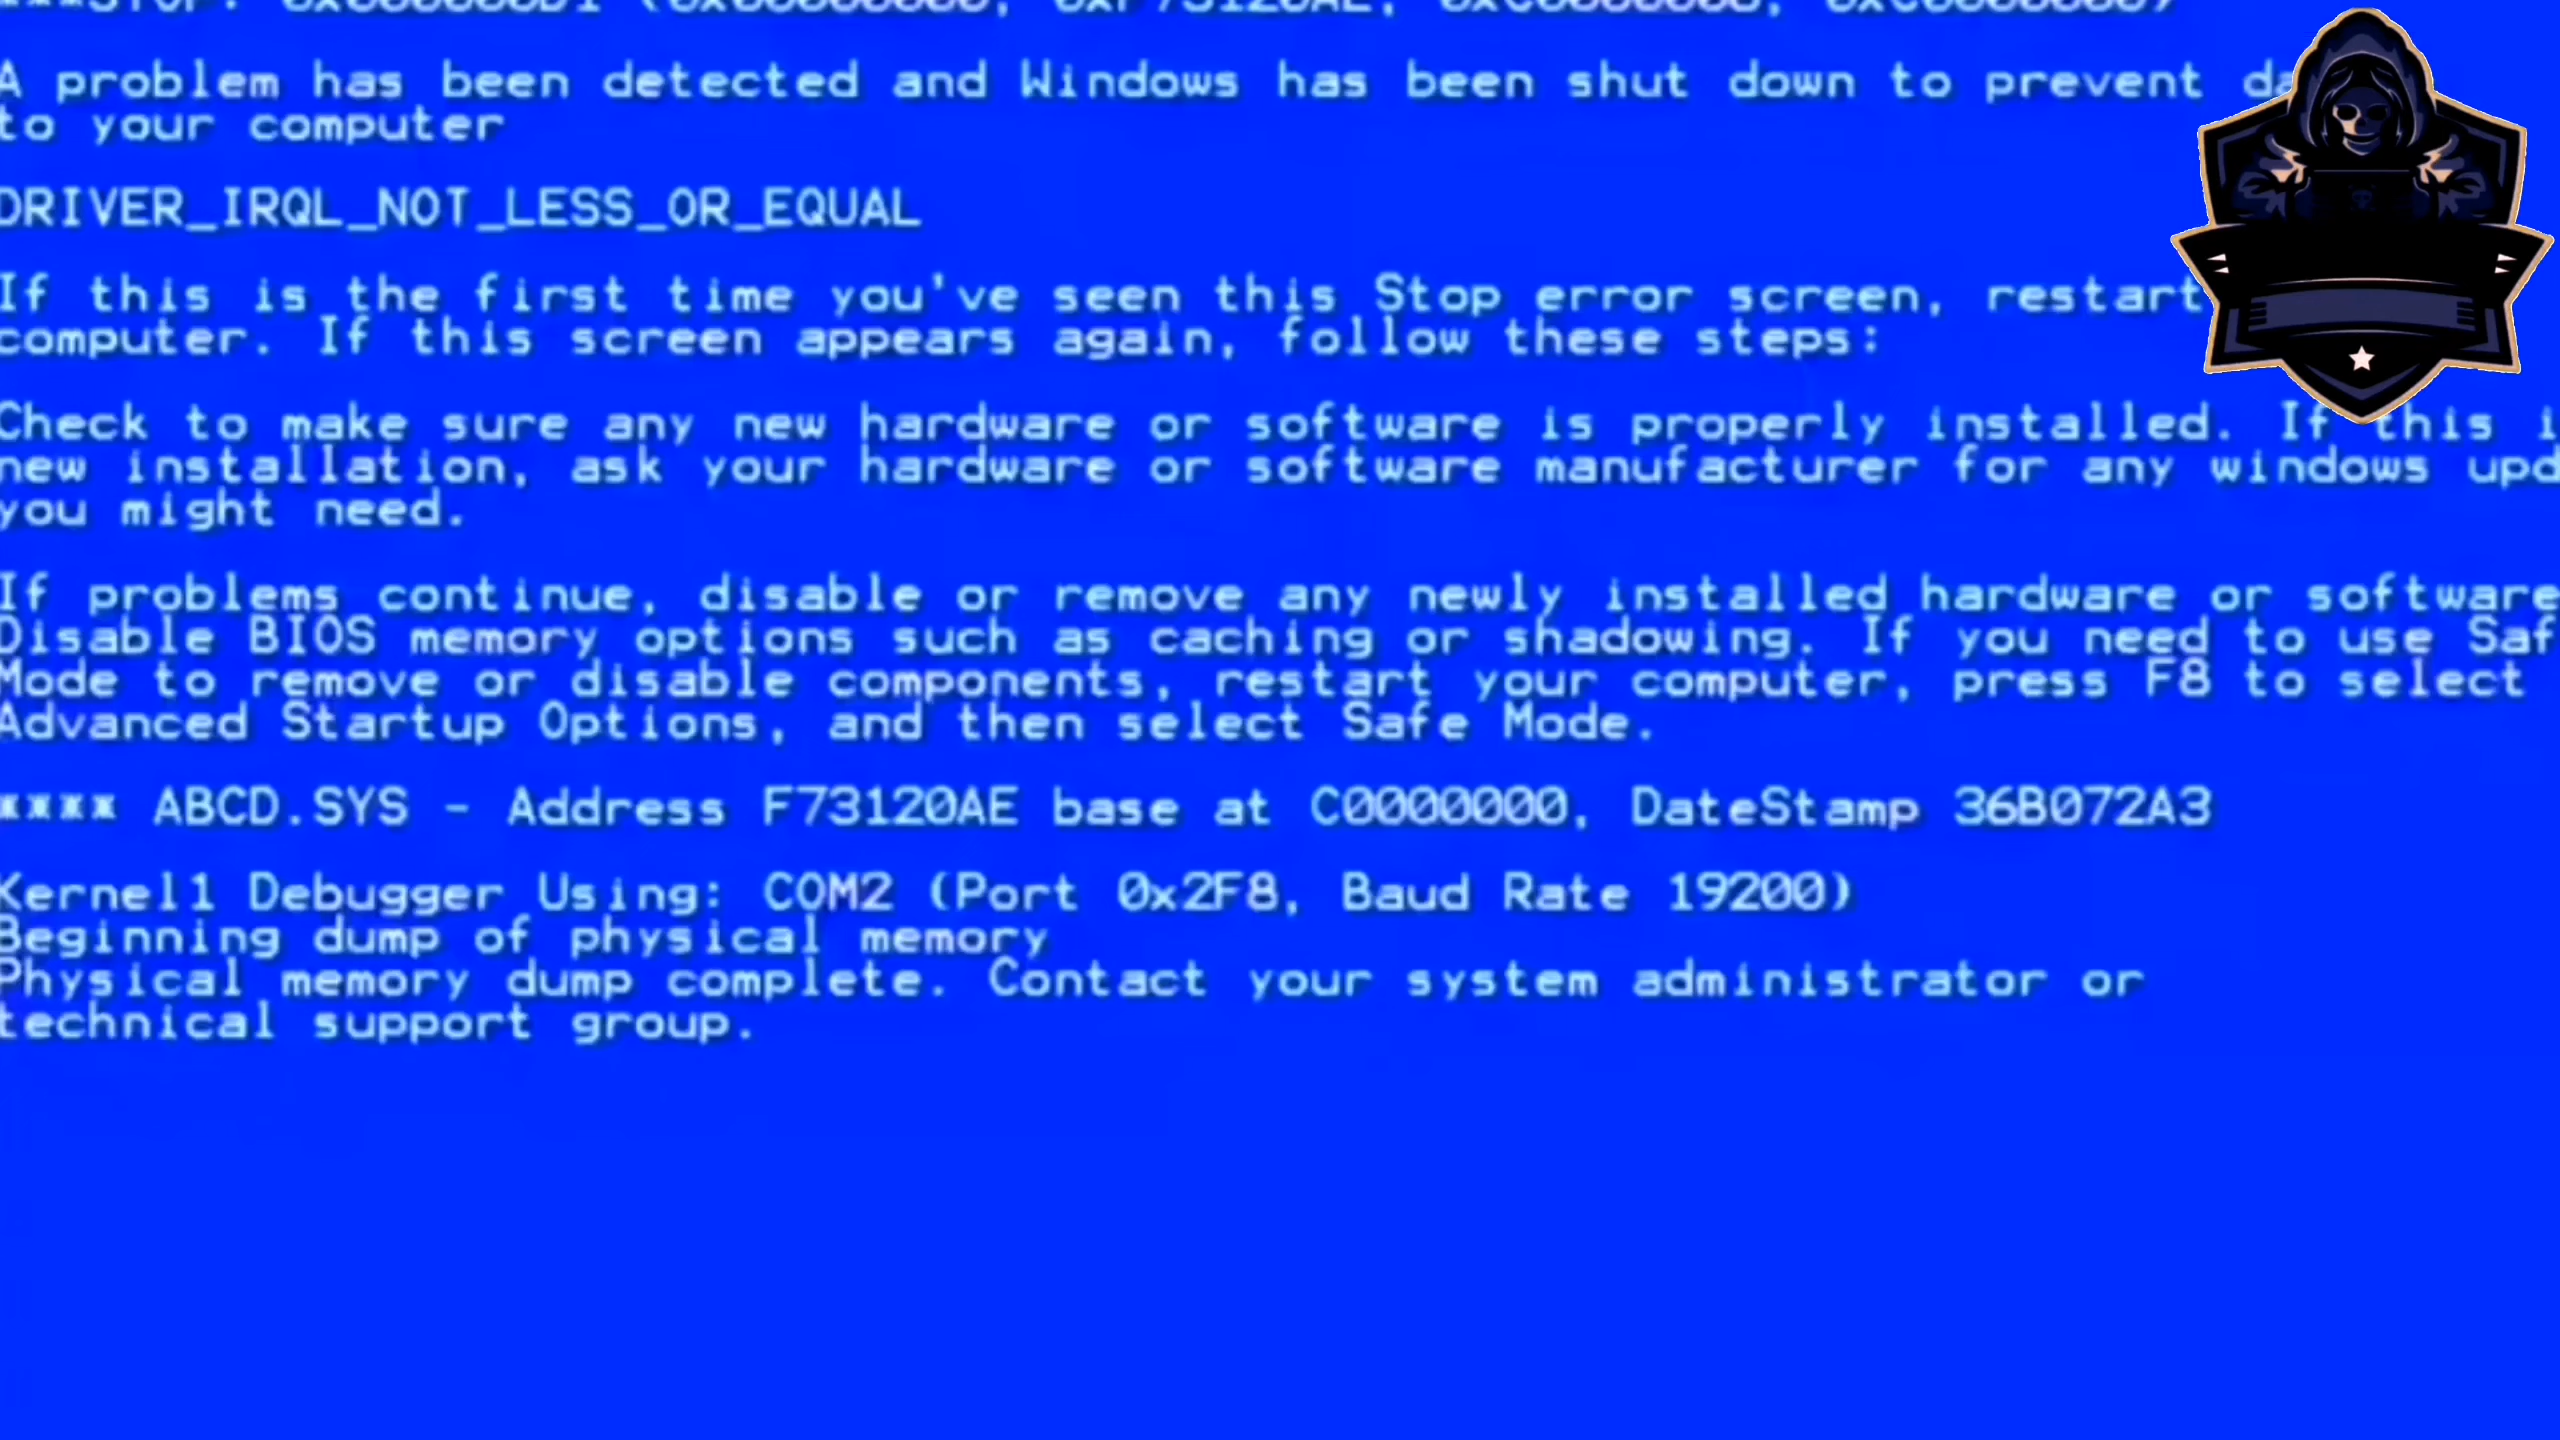 A problem has been detected and Windows has been shut down to prevent
to your computer
DRIVER_IRQL_NOT_LESS_OR_EQUAL
If this is the first time you've seen this Stop error screen, restart
computer. If this screen appears again, follow these steps:
Check to make sure any new hardware or software is properly installed. If this
new installation, ask your hardware or software manufacturer for any windows
you might need.
If problems continue, disable or remove any newly installed hardware or software
Disable BIOS memory options such as caching or shadowing. If you need to use
Mode to remove or disable components, restart your computer, press F8 to select
Advanced Startup Options, and then select Safe Mode.
**** ABCD.SYS - Address F73120AE base at C0000000, DateStamp 36B072A3
Kernel1 Debugger Using: COM2 (Port 0x2F8, Baud Rate 19200)
Beginning dump of physical memory
Physical memory dump complete. Contact your system administrator or
technical support group.